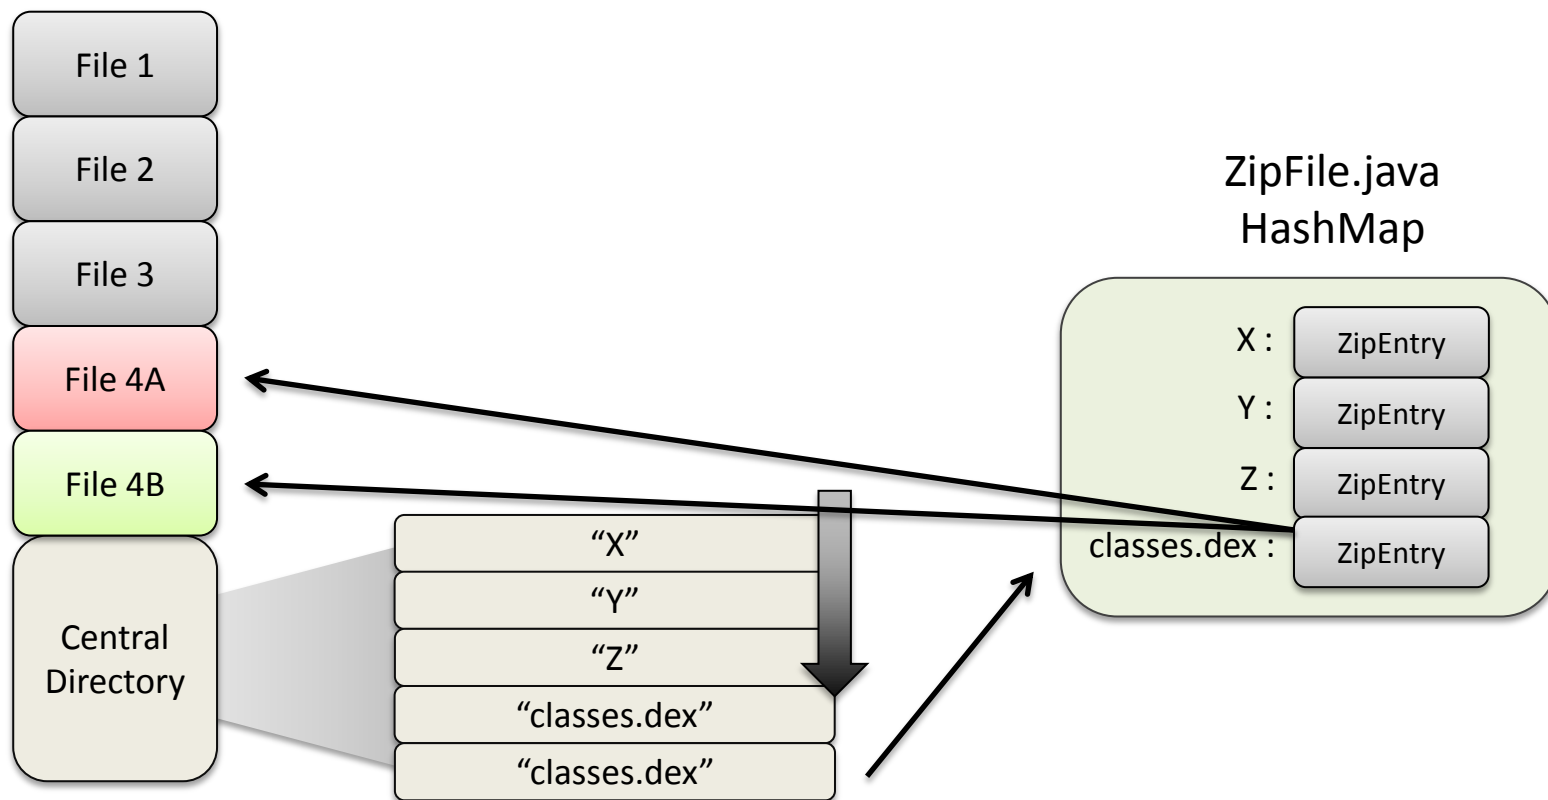 File 1
File 2
File 3
File 4A
File 4B
Central
Directory
“X”
“Y”
“Z”
“classes.dex”
“classes.dex”
ZipFile.java
HashMap
X : ZipEntry
Y : ZipEntry
Z : ZipEntry
classes.dex : ZipEntry